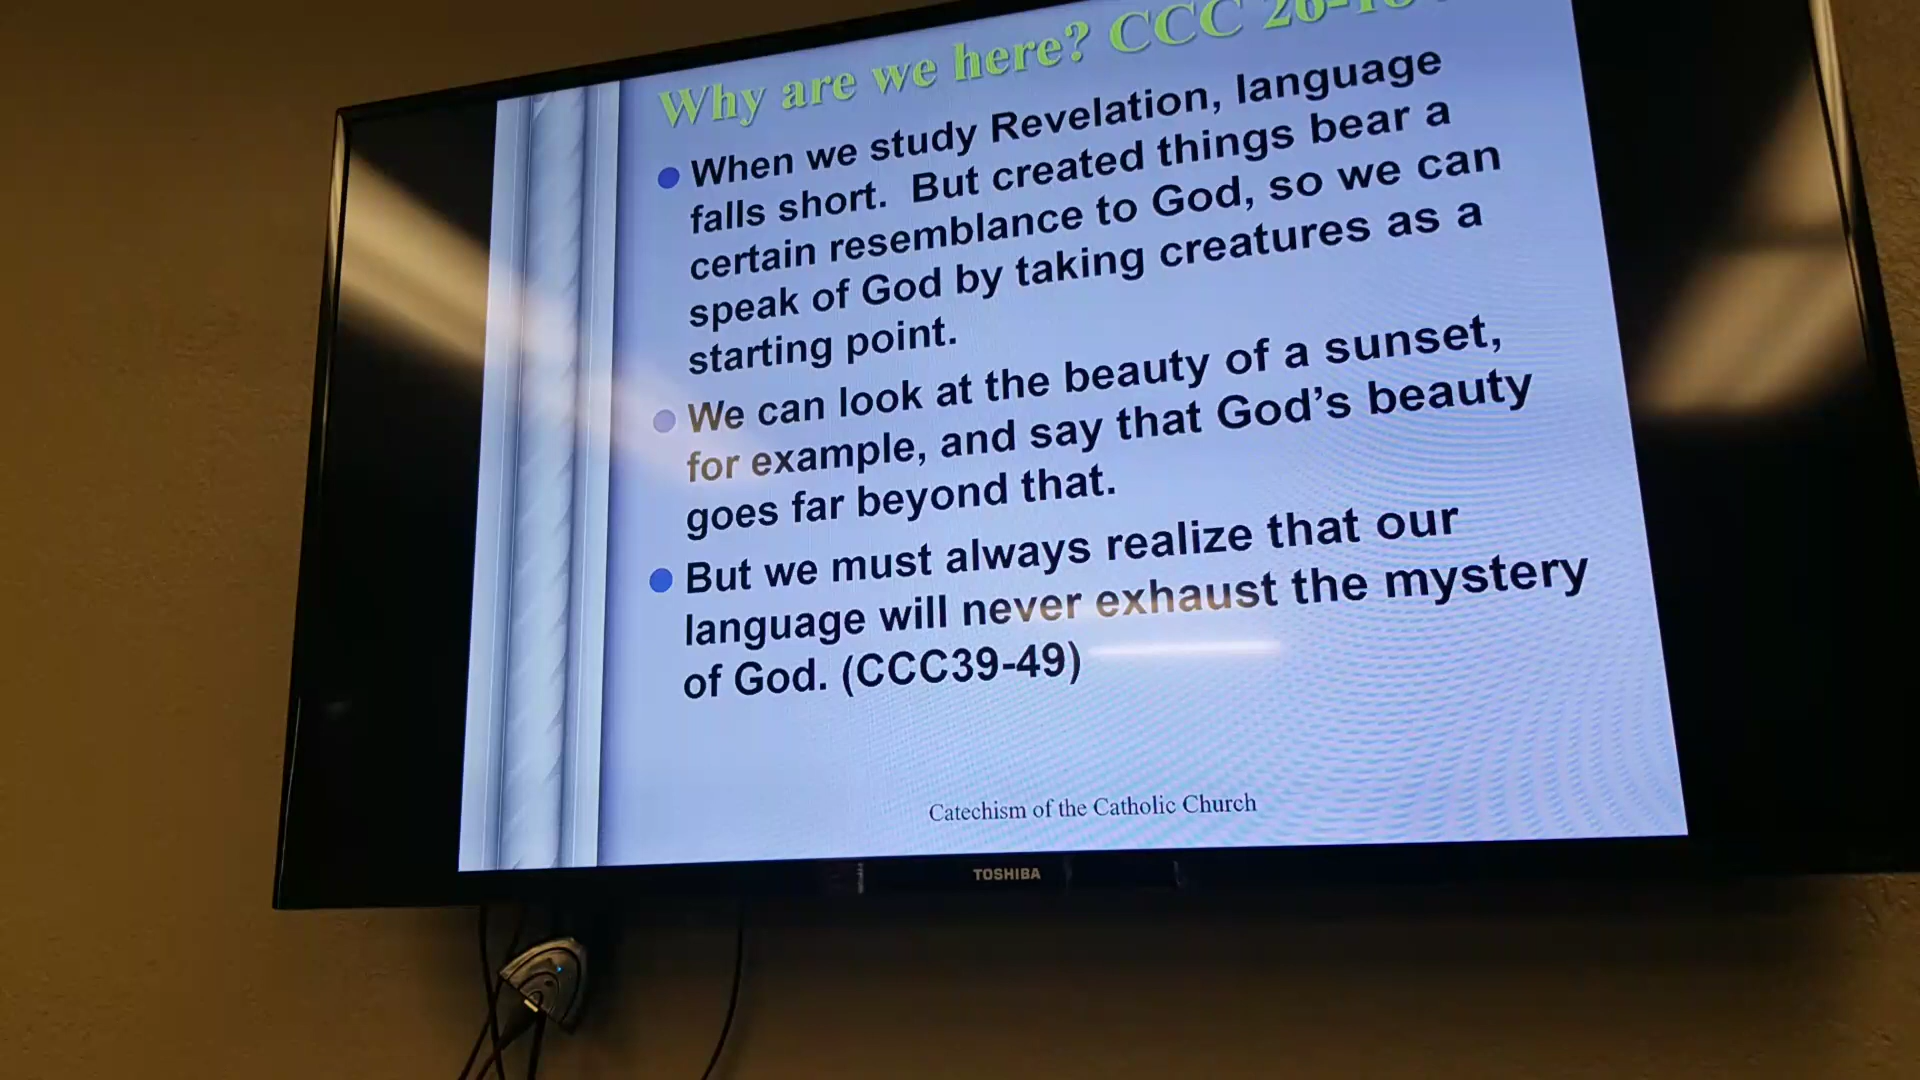 Why are we here? CCC 26-
When we study Revelation, language
falls short. But created things bear a
certain resemblance to God, so we can
speak of God by taking creatures as a
starting point.
We can look at the beauty of a sunset,
for example, and say that God's beauty
goes far beyond that.
But we must always realize that our
language will never exhaust the mystery
of God. (CCC39-49)
Catechism of the Catholic Church
TOSHIBA